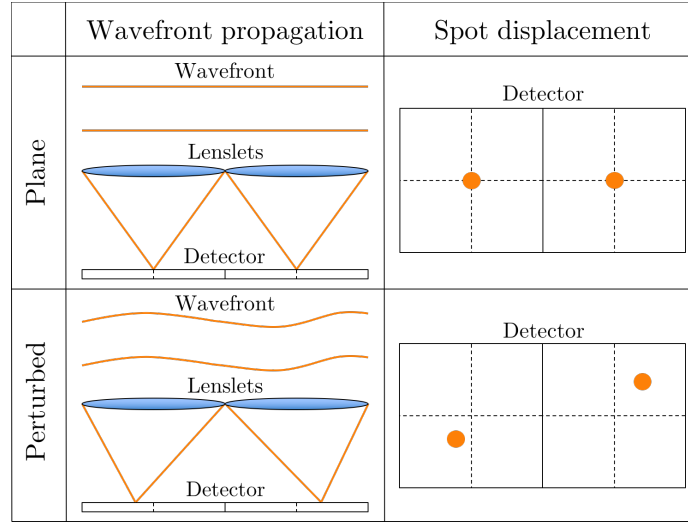 Wavefront propagation
Spot displacement
Plane
Wavefront
Lenslets
Detector
Detector
Perturbed
Wavefront
Lenslets
Detector
Detector